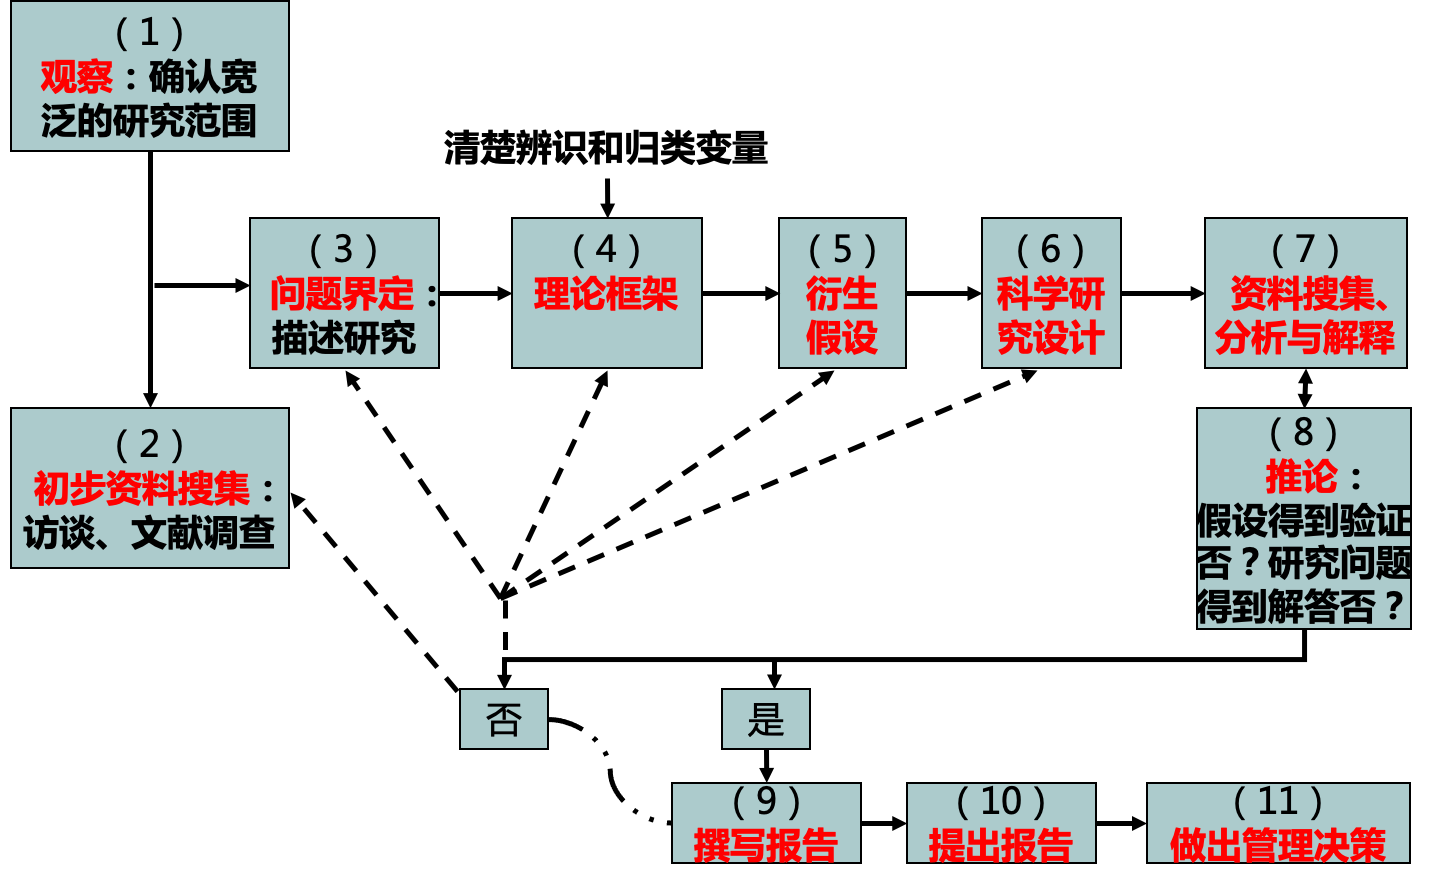 （1）
观察：确认宽
泛的研究范围
清楚辨识和归类变量
（3）
问题界定：
描述研究
（4）
理论框架
（5）
衍生
假设
（6）
科学研
究设计
（7）
资料搜集、
分析与解释
（2）
初步资料搜集：
访谈、文献调查
（8）
推论：
假设得到验证
否？研究问题
得到解答否？
否
是
（9）
撰写报告
（10）
提出报告
（11）
做出管理决策